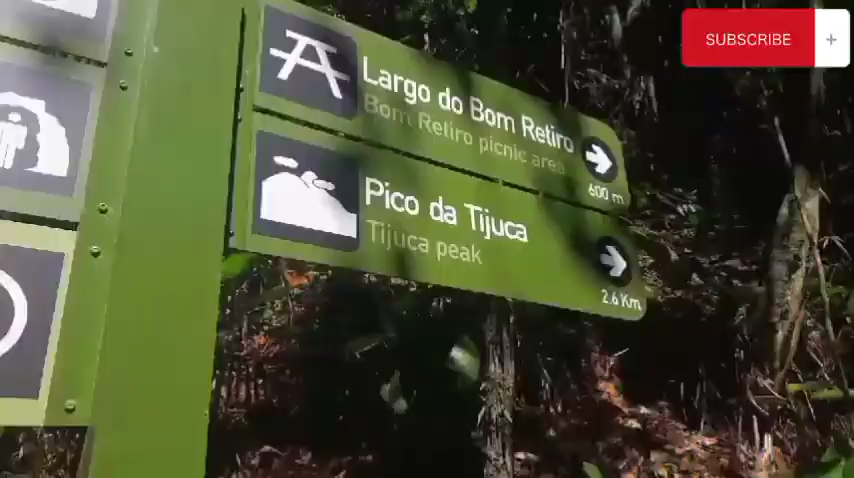 SUBSCRIBE +
Largo do Bom Retiro
Bom Retiro picnic area
600 m
Pico da Tijuca
Tijuca peak
2.6 Km